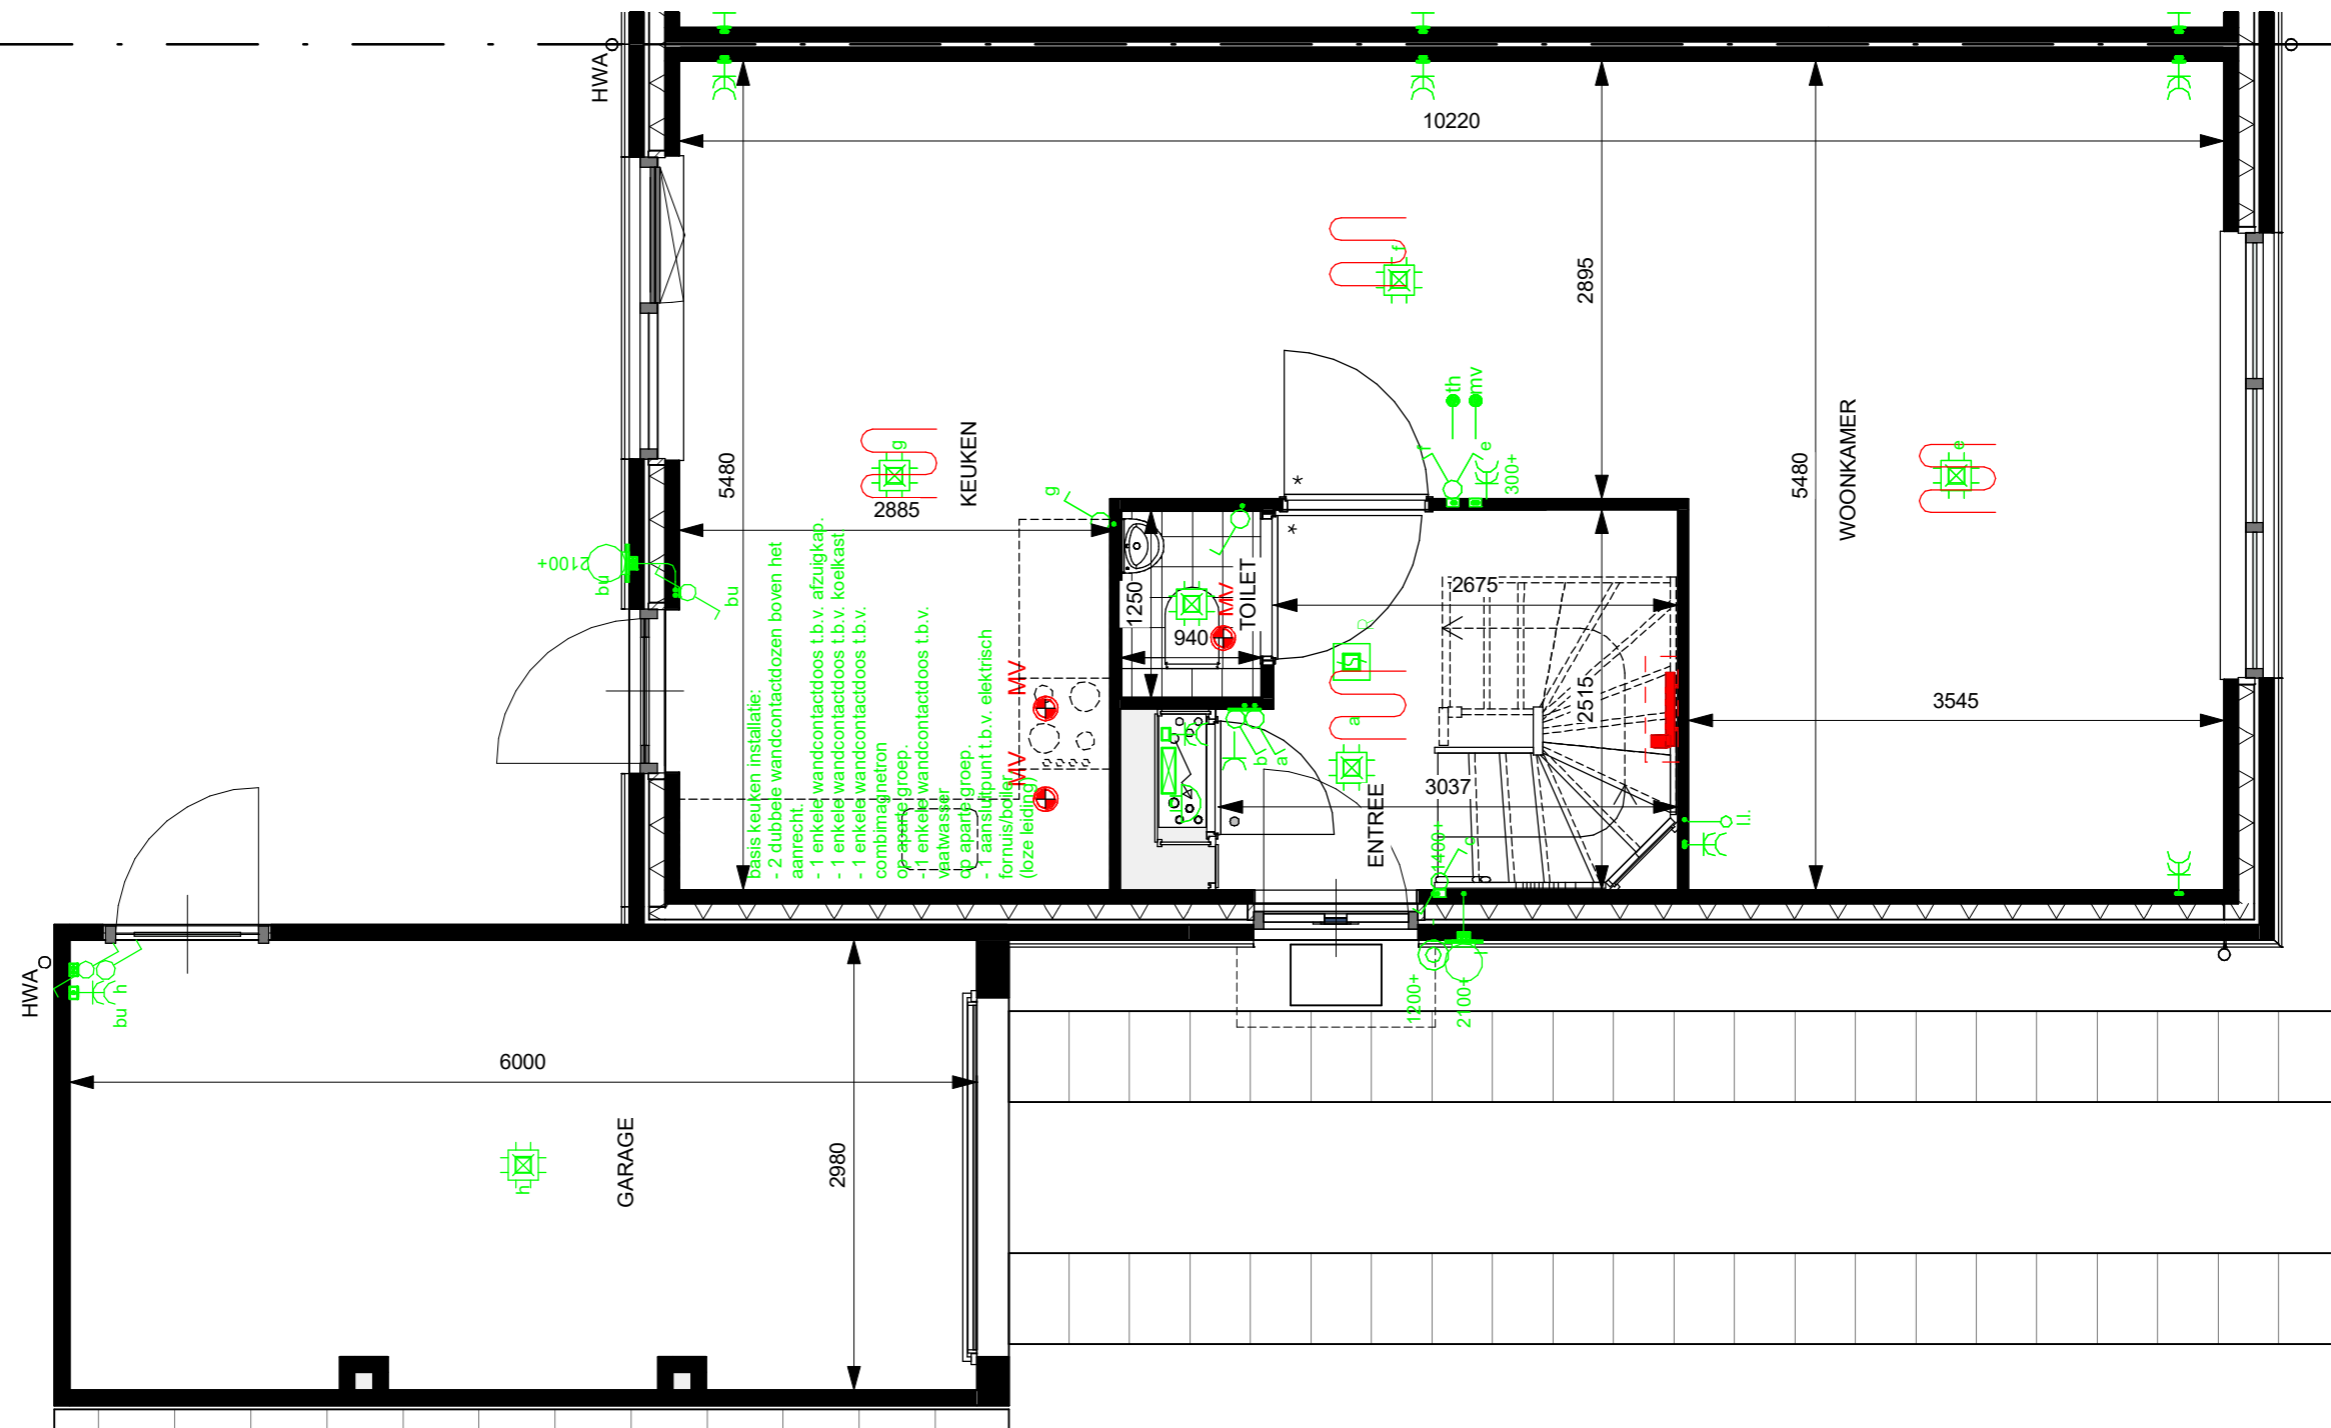 HWA
10220
2895
f
5480
KEUKEN
g
2885
g
th
mv
f
e
300+
5480
WOONKAMER
e
2100+
bu
bu
basis keuken installatie:
- 2 dubbele wandcontactdozen boven het
aanrecht.
- 1 enkele wandcontactdoos t.b.v. afzuigkap.
- 1 enkele wandcontactdoos t.b.v. koelkast
- 1 enkele wandcontactdoos t.b.v.
combimagnetron
op aparte groep.
- 1 enkele wandcontactdoos t.b.v.
vaatwasser
op aparte groep.
- 1 aansluitpunt t.b.v. elektrisch
fornuis/boiler
(loze leiding)
MV
MV
1250
940
MV
TOILET
*
*
2675
R
a
2515
3545
b
a
3037
ENTREE
1400+
l.l.
HWA
bu
h
1200+
2100+
6000
GARAGE
2980
h